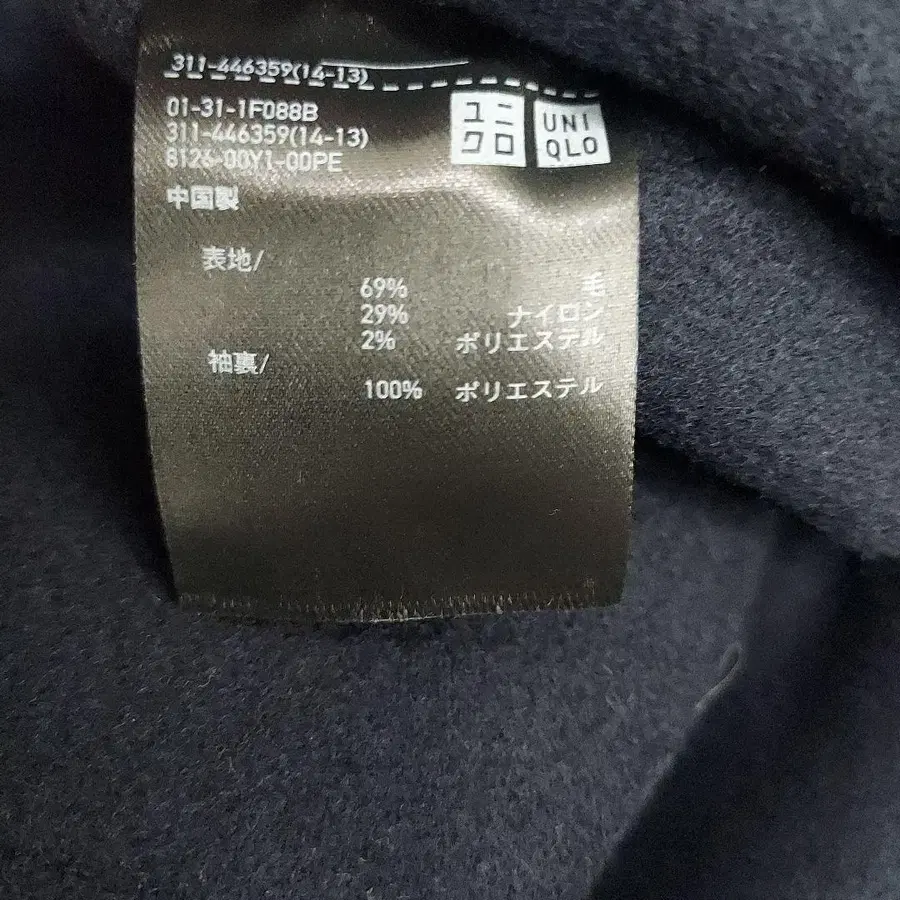 311-446359(14-13)
01-31-1F088B
311-446359(14-13)
8126-00Y1-00PE
中国製
ユニクロ
UNIQLO
表地/
69% 毛
29% ナイロン
2% ポリエステル
袖裏/
100% ポリエステル